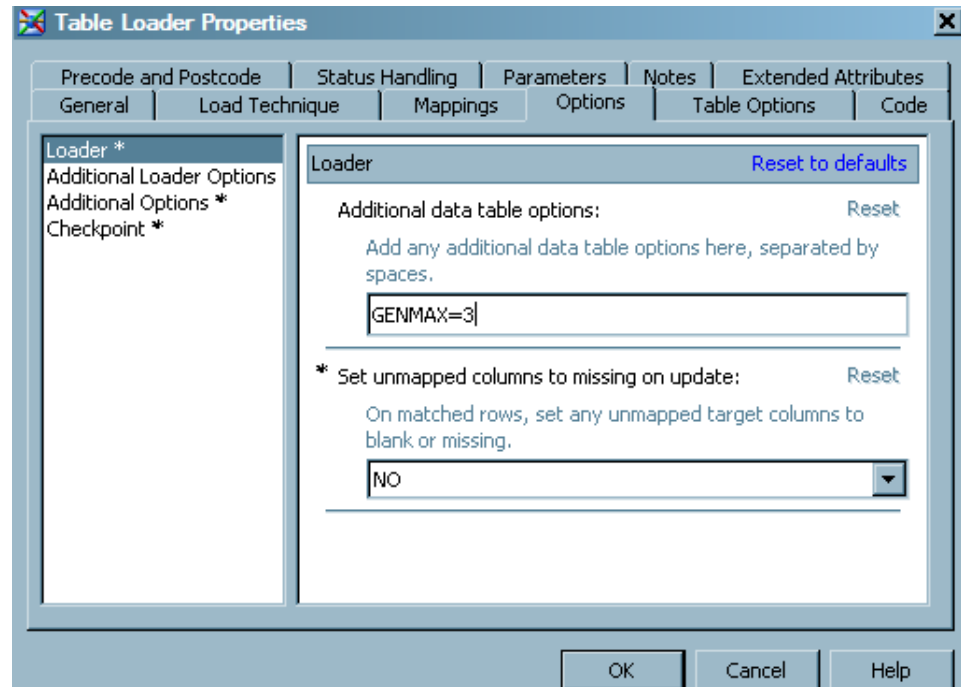 Table Loader Properties
Precode and Postcode
Status Handling
Parameters
Notes
Extended Attributes
General
Load Technique
Mappings
Options
Table Options
Code
Loader *
Additional Loader Options
Additional Options *
Checkpoint *
Loader
Reset to defaults
Additional data table options:
Reset
Add any additional data table options here, separated by
spaces.
GENMAX=3
* Set unmapped columns to missing on update:
Reset
On matched rows, set any unmapped target columns to
blank or missing.
NO
OK
Cancel
Help